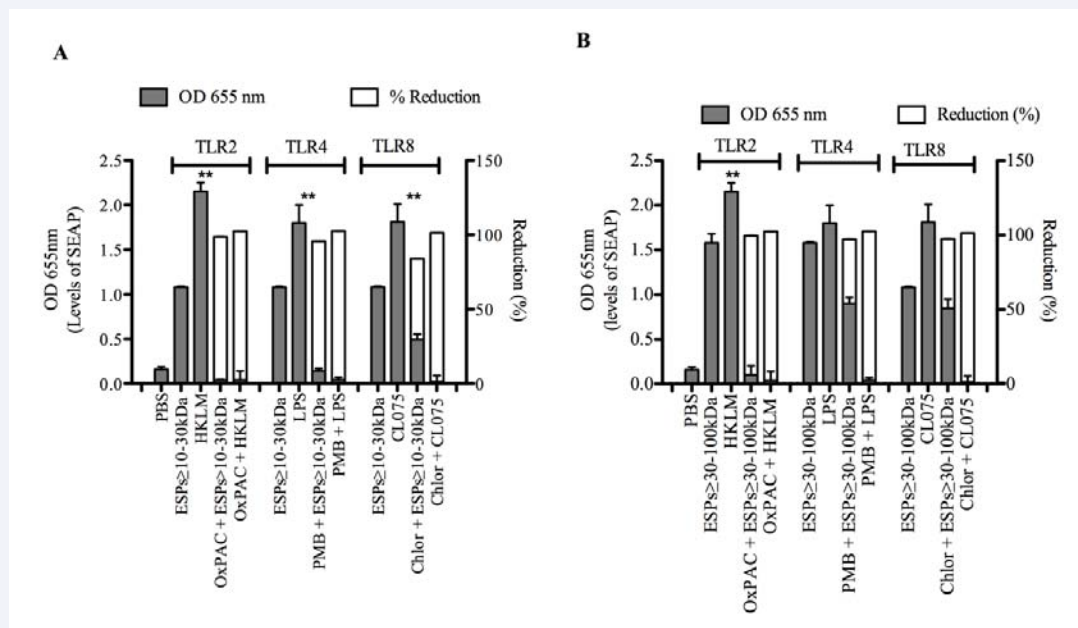 A
OD 655 nm
% Reduction
TLR2
TLR4
TLR8
**
**
**
2.5
2.0
1.5
1.0
0.5
0.0
OD 655nm
(Levels of SEAP)
150
100
50
0
Reduction (%)
PBS
ESPs≥10-30kDa
HKLM
OxPAC + ESPs≥10-30kDa
OxPAC + HKLM
ESPs≥10-30kDa
LPS
PMB + ESPs≥10-30kDa
PMB + LPS
ESPs≥10-30kDa
CL075
Chlor + ESPs≥10-30kDa
Chlor + CL075
B
OD 655 nm
Reduction (%)
TLR2
TLR4
TLR8
**
2.5
2.0
1.5
1.0
0.5
0.0
OD 655nm
(levels of SEAP)
150
100
50
0
Reduction (%)
PBS
ESPs≥30-100kDa
HKLM
OxPAC + ESPs≥30-100kDa
OxPAC + HKLM
ESPs≥30-100kDa
LPS
PMB + ESPs≥30-100kDa
PMB + LPS
ESPs≥30-100kDa
CL075
Chlor + ESPs≥30-100kDa
Chlor + CL075